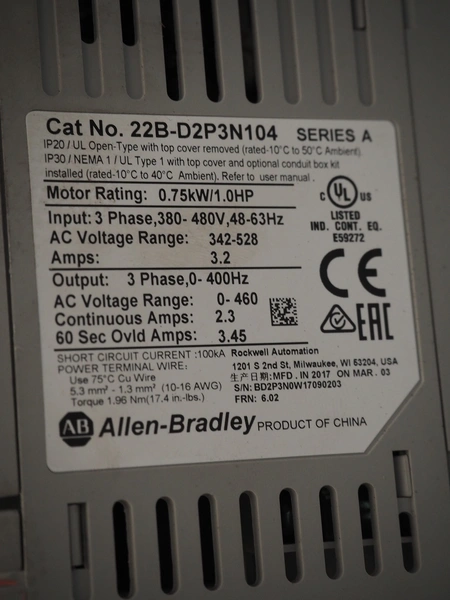 Cat No. 22B-D2P3N104 SERIES A
IP20 / UL Open-Type with top cover removed (rated-10°C to 50°C Ambient)
IP30 / NEMA 1 / UL Type 1 with top cover and optional conduit box kit
installed (rated-10°C to 40°C Ambient). Refer to user manual.
Motor Rating: 0.75kW/1.0HP
Input: 3 Phase,380- 480V,48-63Hz
AC Voltage Range: 342-528
Amps: 3.2
Output: 3 Phase,0- 400Hz
AC Voltage Range: 0- 460
Continuous Amps: 2.3
60 Sec Ovld Amps: 3.45
c UL US
LISTED
IND. CONT. EQ.
E59272
CE
EAC
SHORT CIRCUIT CURRENT :100kA
POWER TERMINAL WIRE:
Use 75°C Cu Wire
5.3 mm² - 1.3 mm² (10-16 AWG)
Torque 1.96 Nm(17.4 in.-lbs.)
Rockwell Automation
1201 S 2nd St, Milwaukee, WI 53204, USA
生产日期:MFD. IN 2017 ON MAR. 03
S/N: BD2P3N0W17090203
FRN: 6.02
AB Allen-Bradley PRODUCT OF CHINA